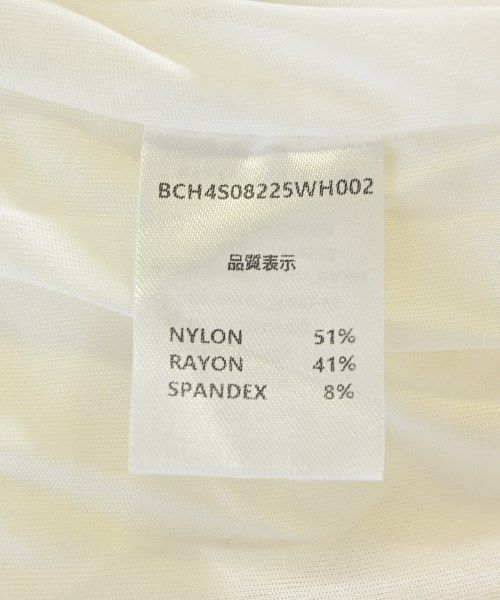 BCH4S08225WH002
品質表示
NYLON 51%
RAYON 41%
SPANDEX 8%